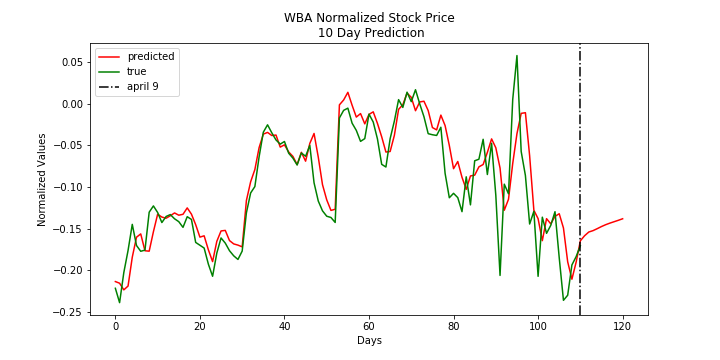 WBA Normalized Stock Price
10 Day Prediction
predicted
true
april 9
Normalized Values
0.05
0.00
−0.05
−0.10
−0.15
−0.20
−0.25
0 20 40 60 80 100 120
Days